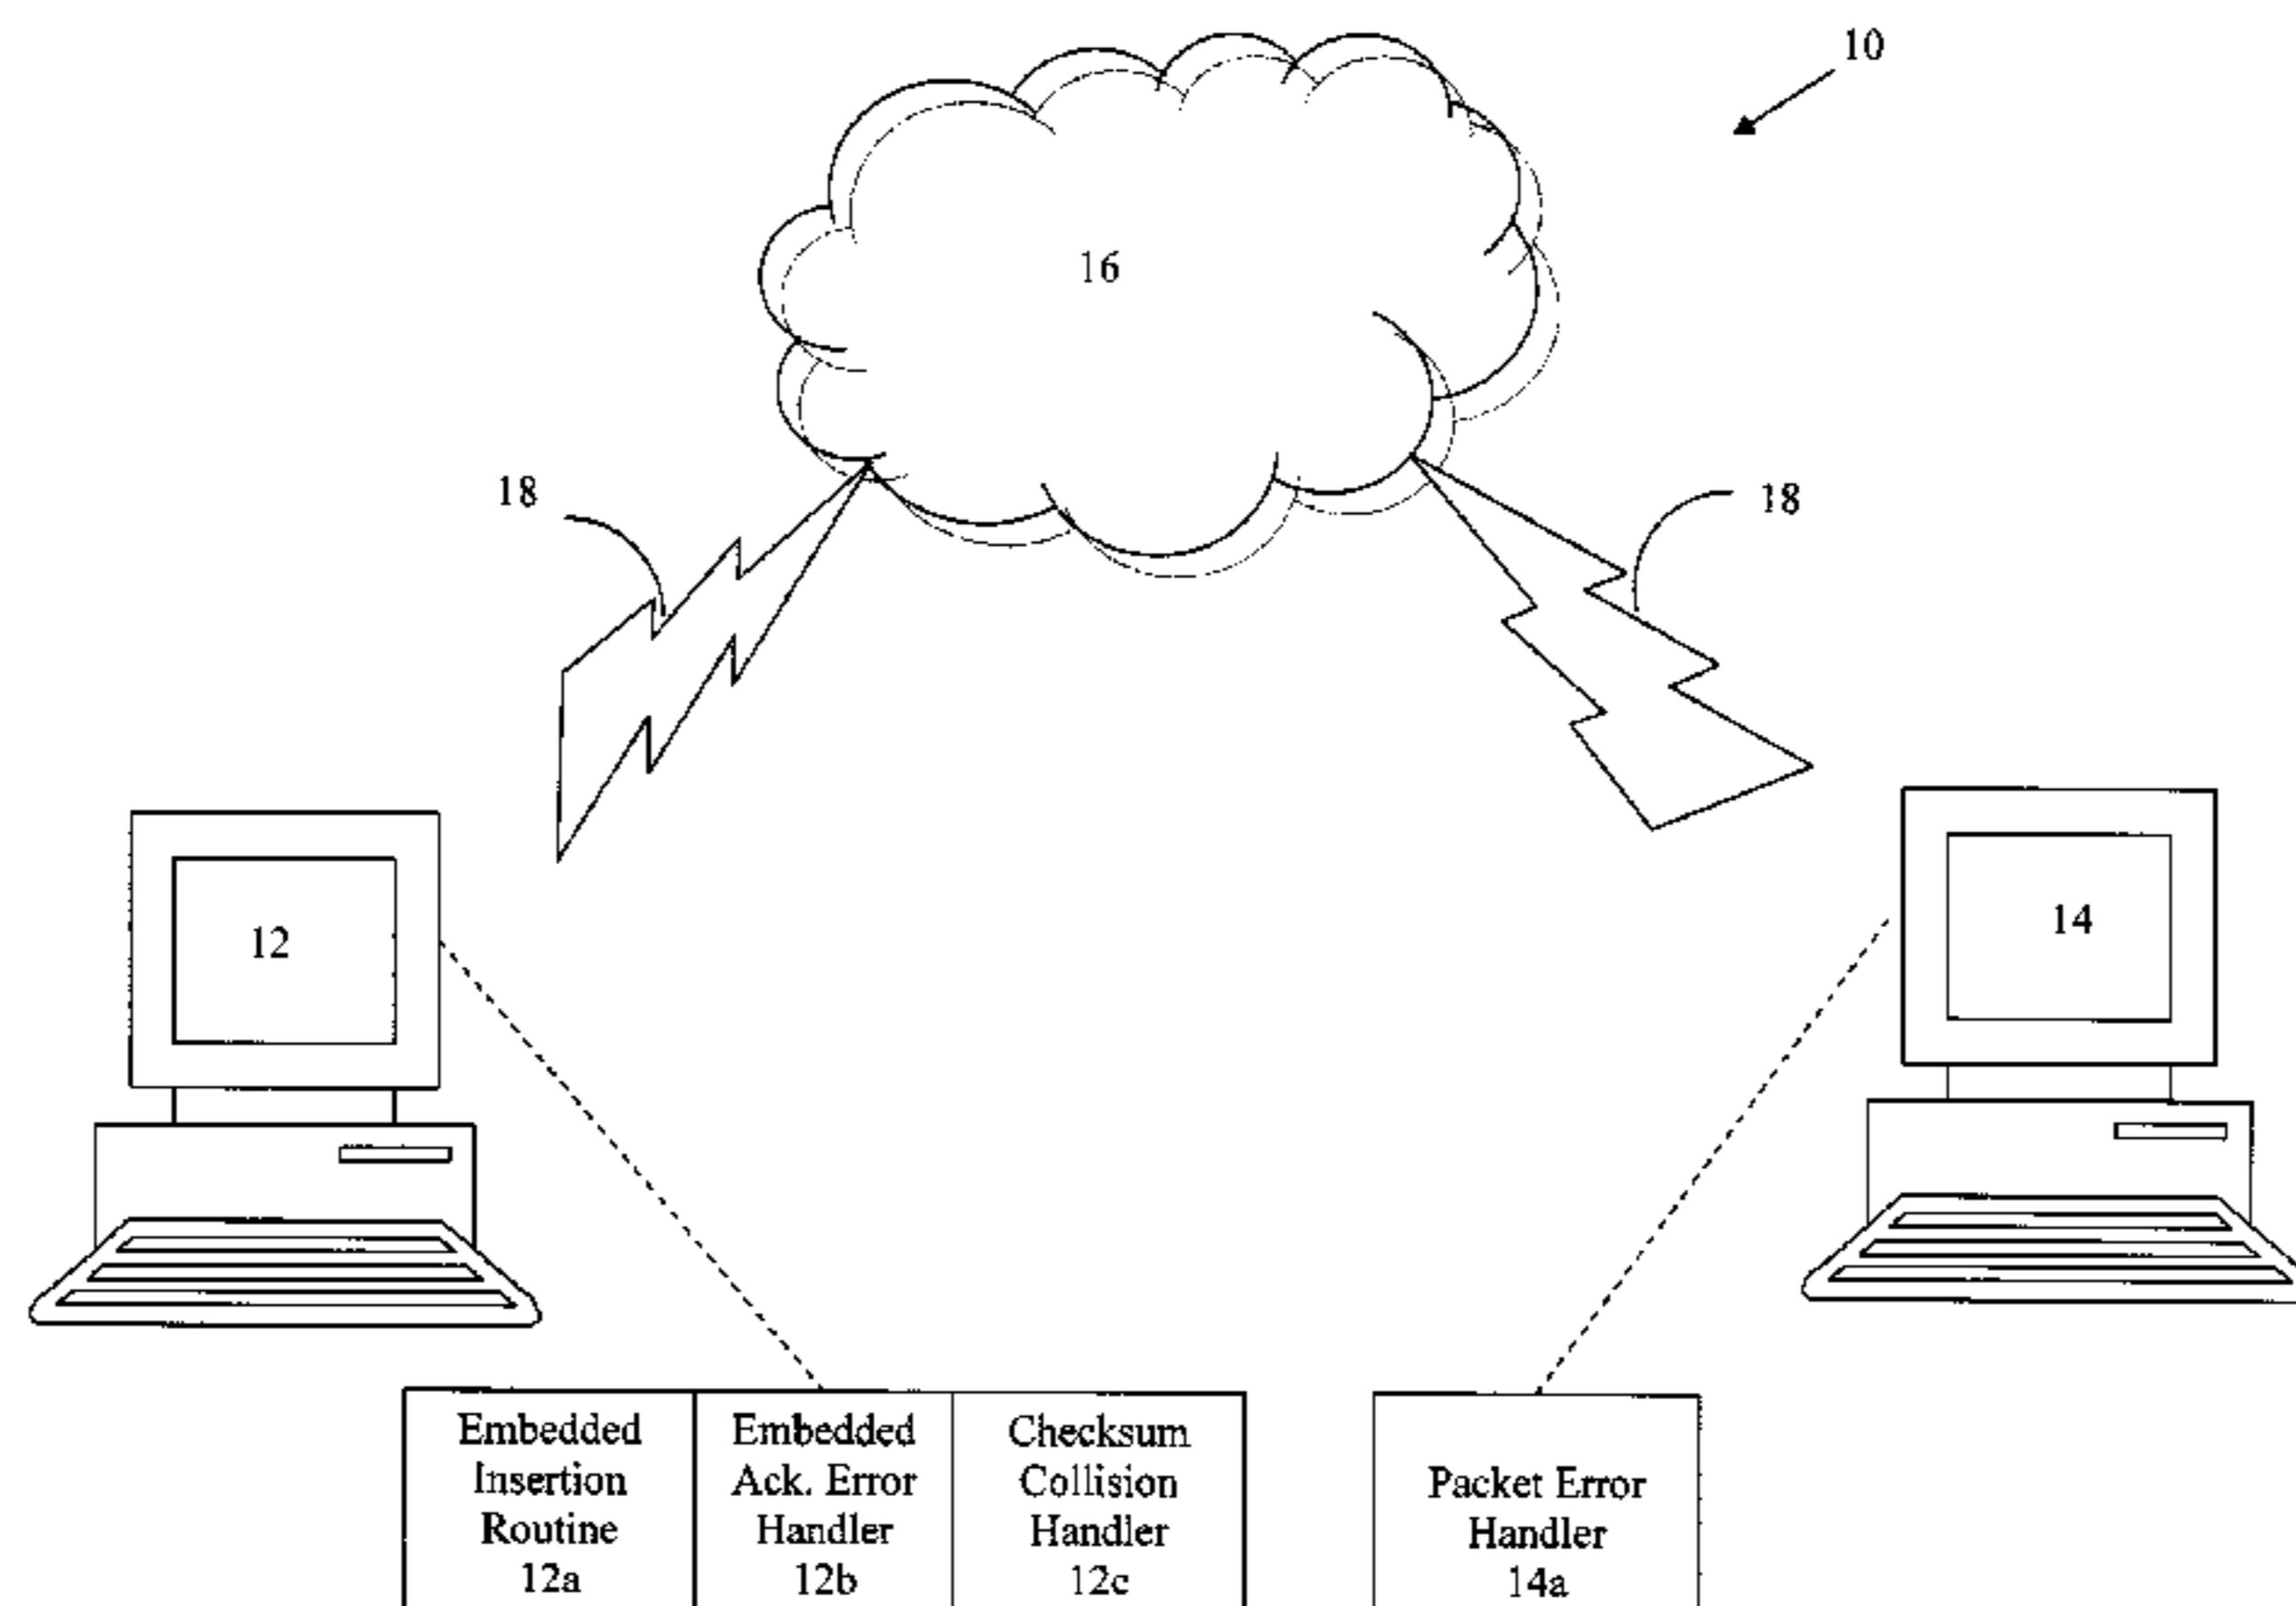 10
16
18
18
12
14
Embedded
Insertion
Routine
12a
Embedded
Ack. Error
Handler
12b
Checksum
Collision
Handler
12c
Packet Error
Handler
14a